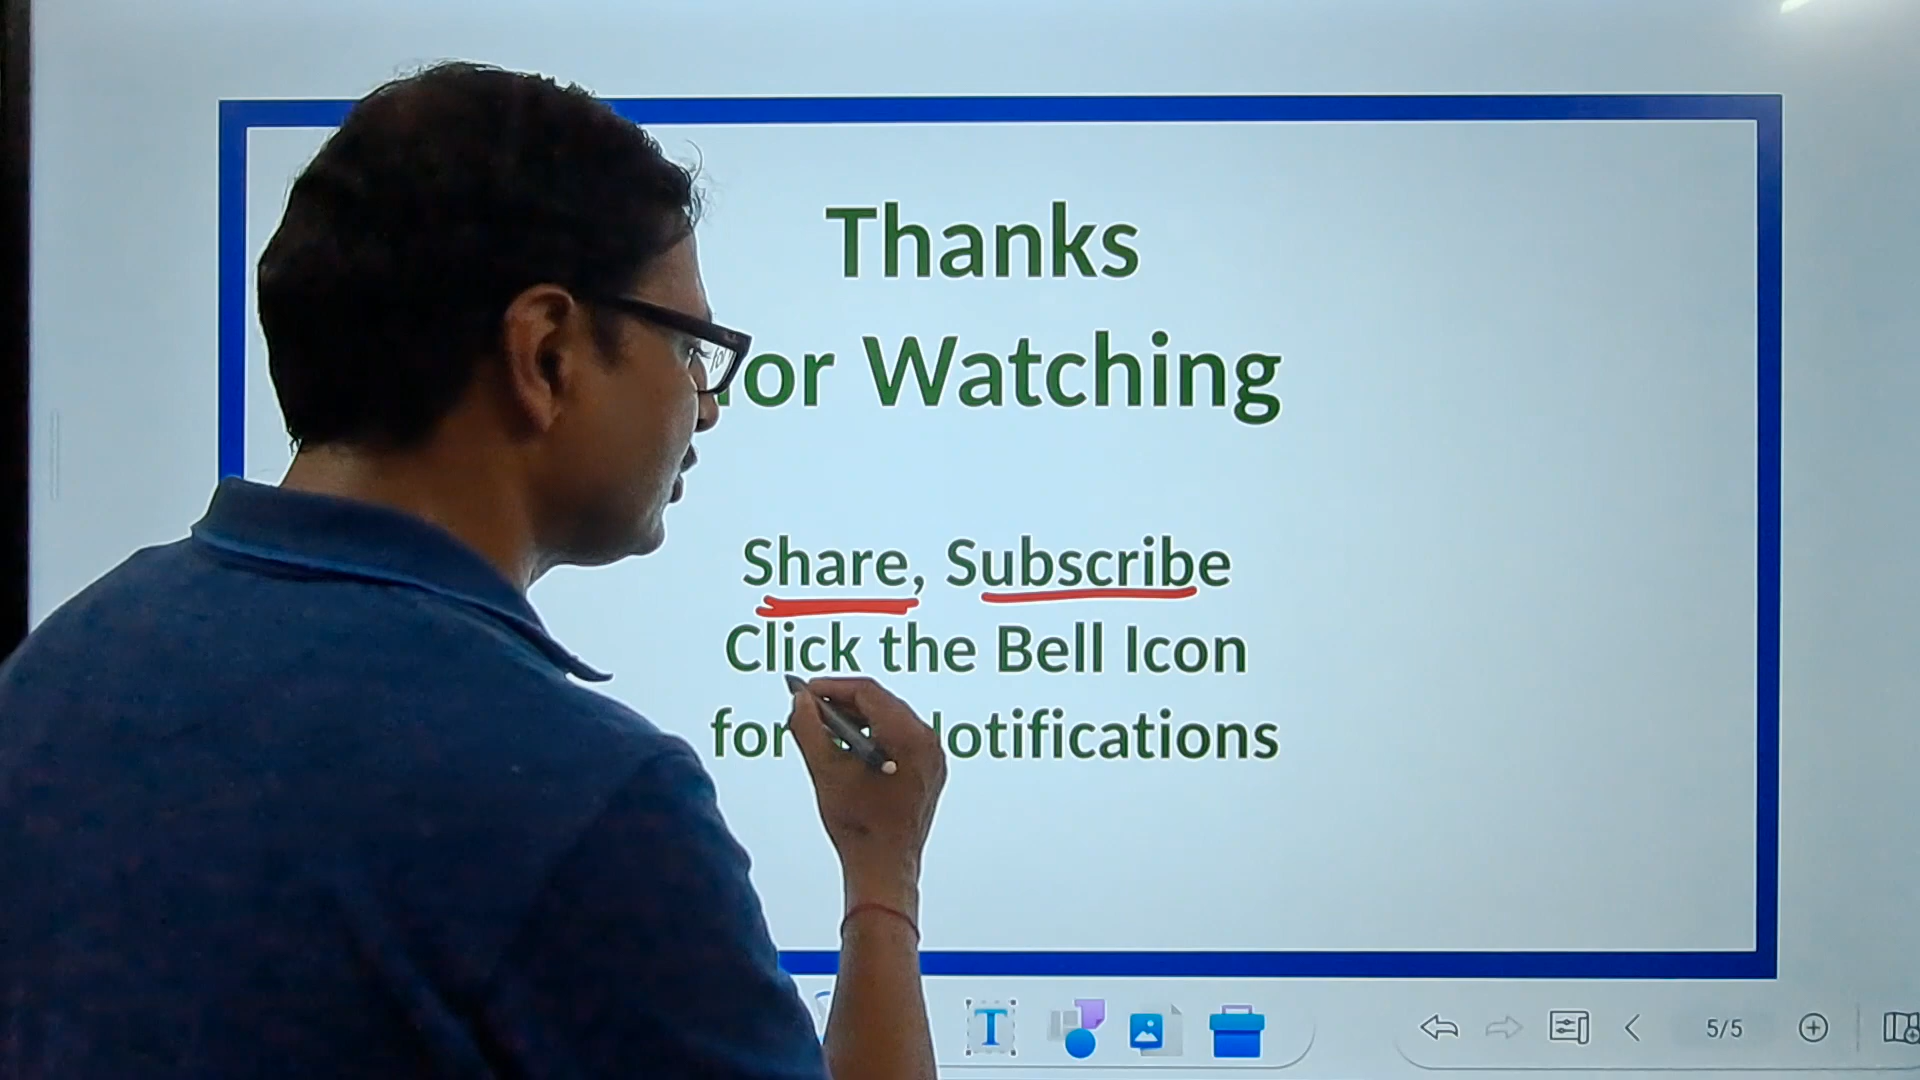 Thanks
or Watching
Share, Subscribe
Click the Bell Icon
for otifications
T
5/5